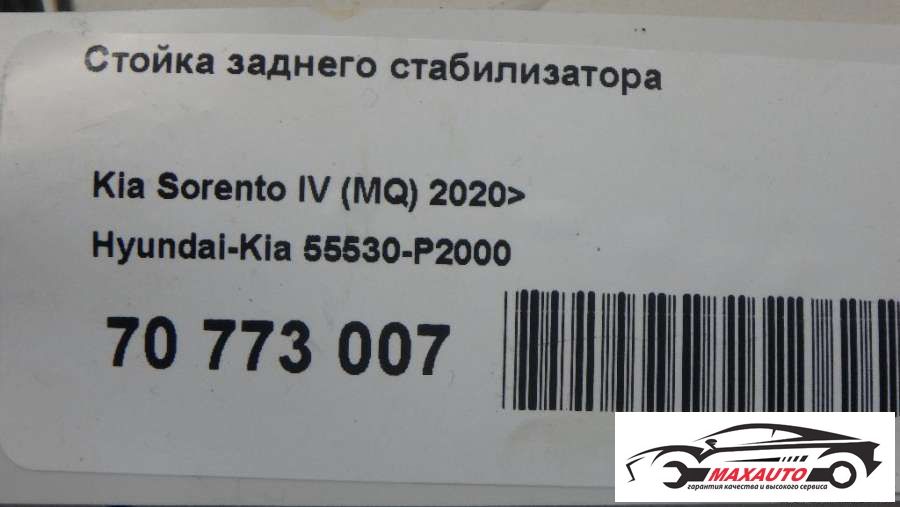 Стойка заднего стабилизатора
Kia Sorento IV (MQ) 2020>
Hyundai-Kia 55530-P2000
70 773 007
MAXAUTO
гарантия качества и высокого сервиса